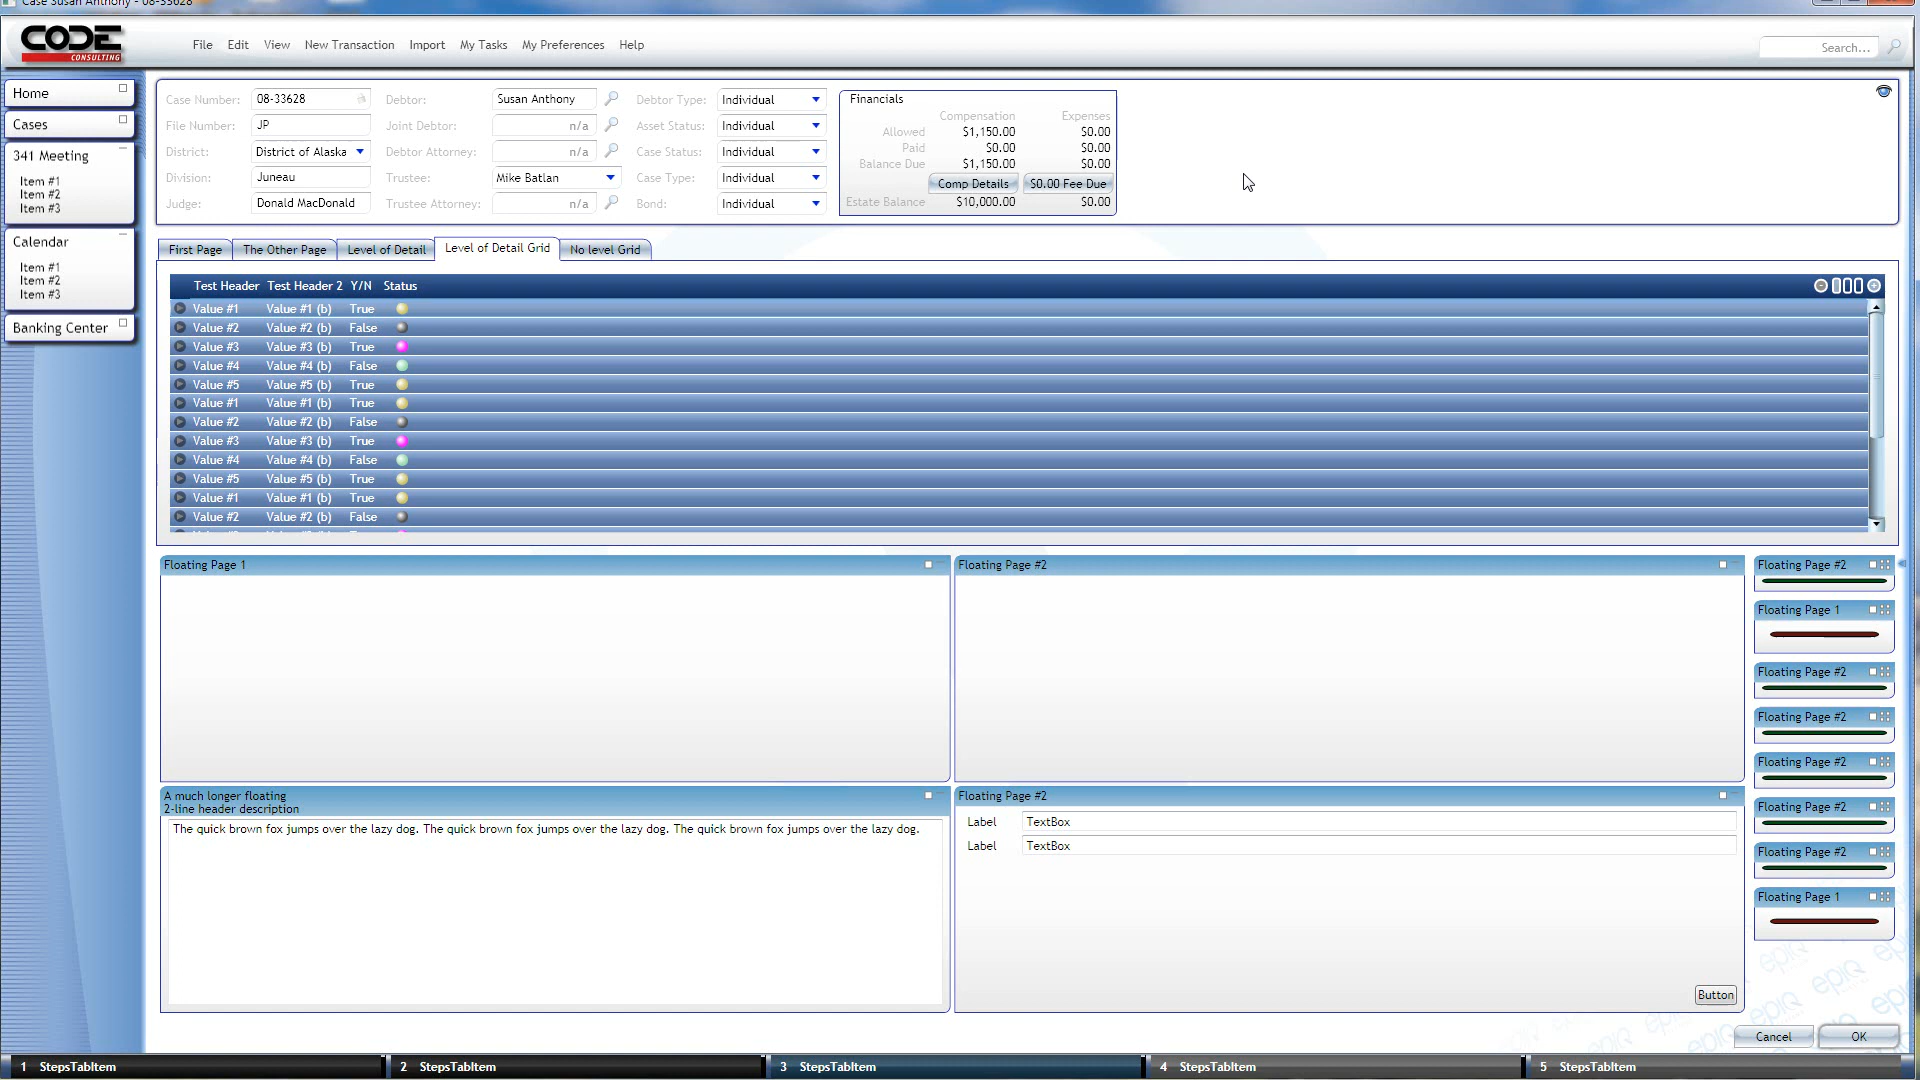 Case Susan Anthony - 08-33628
CODE
CONSULTING
File Edit View New Transaction Import My Tasks My Preferences Help
Search...
Home
Cases
341 Meeting
Item #1
Item #2
Item #3
Calendar
Item #1
Item #2
Item #3
Banking Center
Case Number: 08-33628 Debtor: Susan Anthony Debtor Type: Individual
File Number: JP Joint Debtor: n/a Asset Status: Individual
District: District of Alaska Debtor Attorney: n/a Case Status: Individual
Division: Juneau Trustee: Mike Batlan Case Type: Individual
Judge: Donald MacDonald Trustee Attorney: n/a Bond: Individual
Financials
Compensation Expenses
Allowed $1,150.00 $0.00
Paid $0.00 $0.00
Balance Due $1,150.00 $0.00
Comp Details $0.00 Fee Due
Estate Balance $10,000.00 $0.00
First Page The Other Page Level of Detail Level of Detail Grid No level Grid
Test Header Test Header 2 Y/N Status
Value #1 Value #1 (b) True
Value #2 Value #2 (b) False
Value #3 Value #3 (b) True
Value #4 Value #4 (b) False
Value #5 Value #5 (b) True
Value #1 Value #1 (b) True
Value #2 Value #2 (b) False
Value #3 Value #3 (b) True
Value #4 Value #4 (b) False
Value #5 Value #5 (b) True
Value #1 Value #1 (b) True
Value #2 Value #2 (b) False
Floating Page 1
Floating Page #2
A much longer floating
2-line header description
The quick brown fox jumps over the lazy dog. The quick brown fox jumps over the lazy dog. The quick brown fox jumps over the lazy dog.
Floating Page #2
Label TextBox
Label TextBox
Button
Floating Page #2
Floating Page 1
Floating Page #2
Floating Page #2
Floating Page #2
Floating Page #2
Floating Page #2
Floating Page 1
epiq
Cancel OK
1 StepsTabItem 2 StepsTabItem 3 StepsTabItem 4 StepsTabItem 5 StepsTabItem